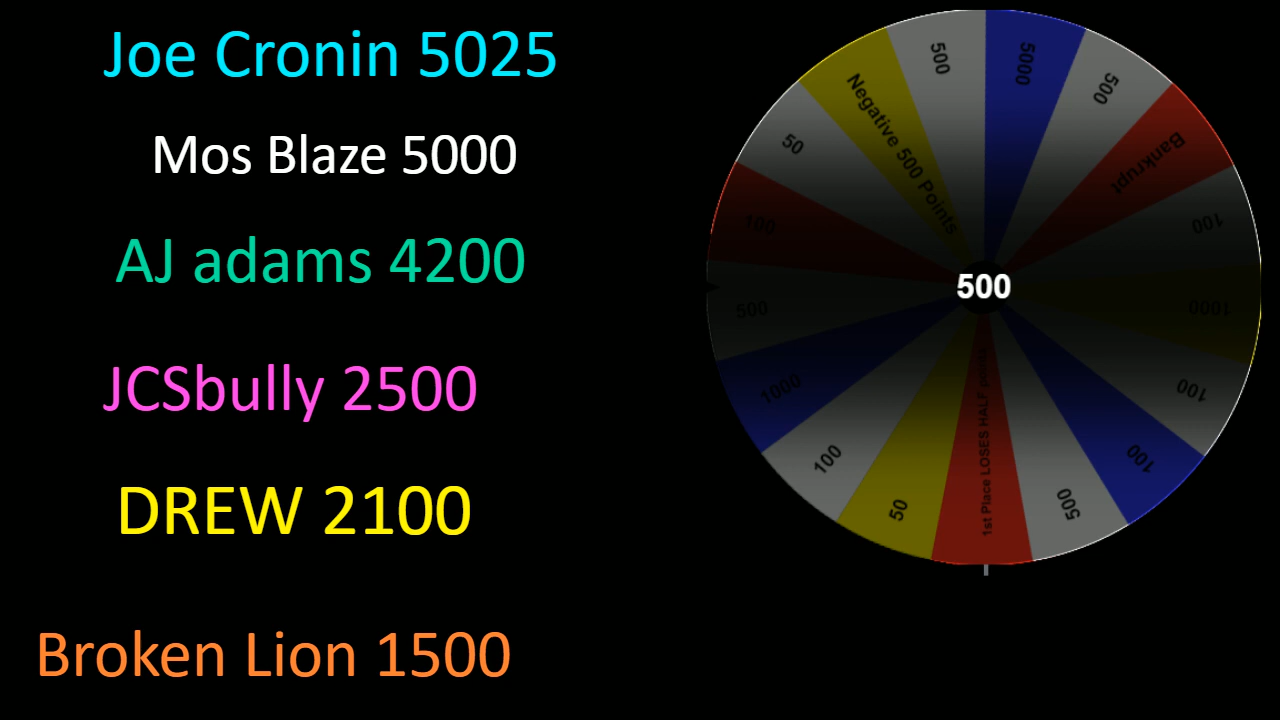 Joe Cronin 5025
Mos Blaze 5000
AJ adams 4200
JCSbully 2500
DREW 2100
Broken Lion 1500
500
5000
500
Bankrupt
100
1000
100
100
500
1st Place LOSES HALF points
50
100
1000
500
100
50
Negative 500 Points
500